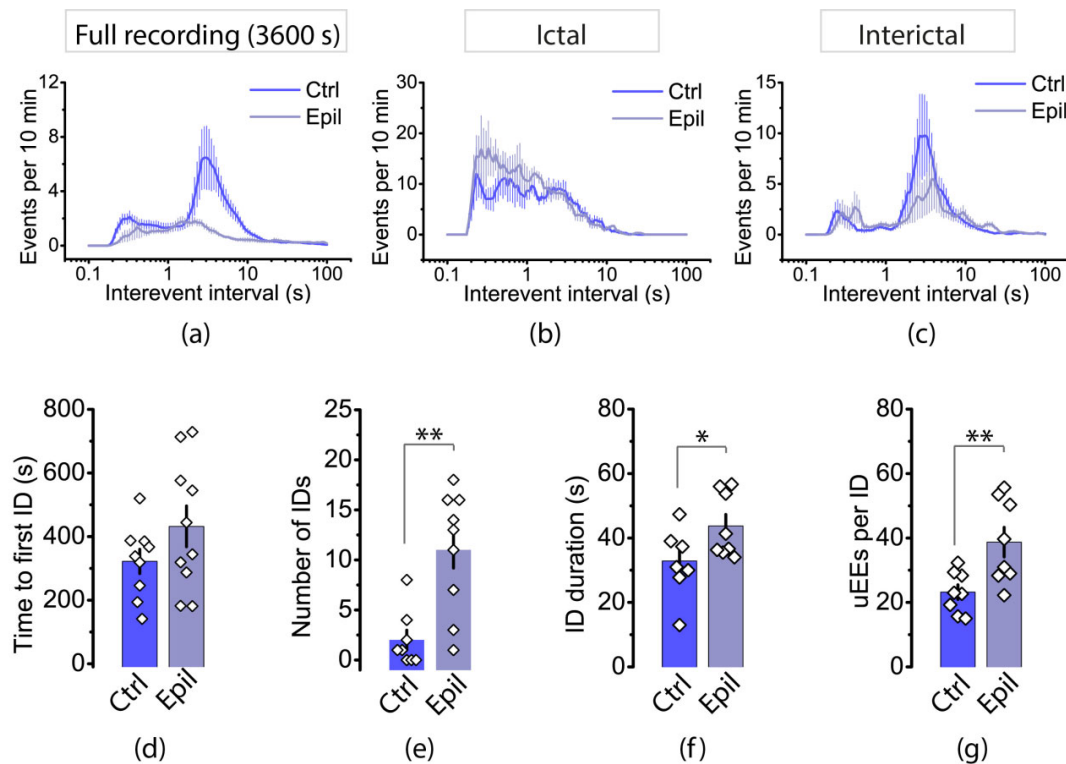 Full recording (3600 s)
Ictal
Interictal
Events per 10 min
12
8
4
0
Ctrl
Epil
0.1 1 10 100
Interevent interval (s)
(a)
Events per 10 min
30
20
10
0
Ctrl
Epil
0.1 1 10 100
Interevent interval (s)
(b)
Events per 10 min
15
10
5
0
Ctrl
Epil
0.1 1 10 100
Interevent interval (s)
(c)
Time to first ID (s)
800
600
400
200
0
Ctrl Epil
(d)
Number of IDs
25
20
15
10
5
0
**
Ctrl Epil
(e)
ID duration (s)
80
60
40
20
0
*
Ctrl Epil
(f)
uEEs per ID
80
60
40
20
0
**
Ctrl Epil
(g)